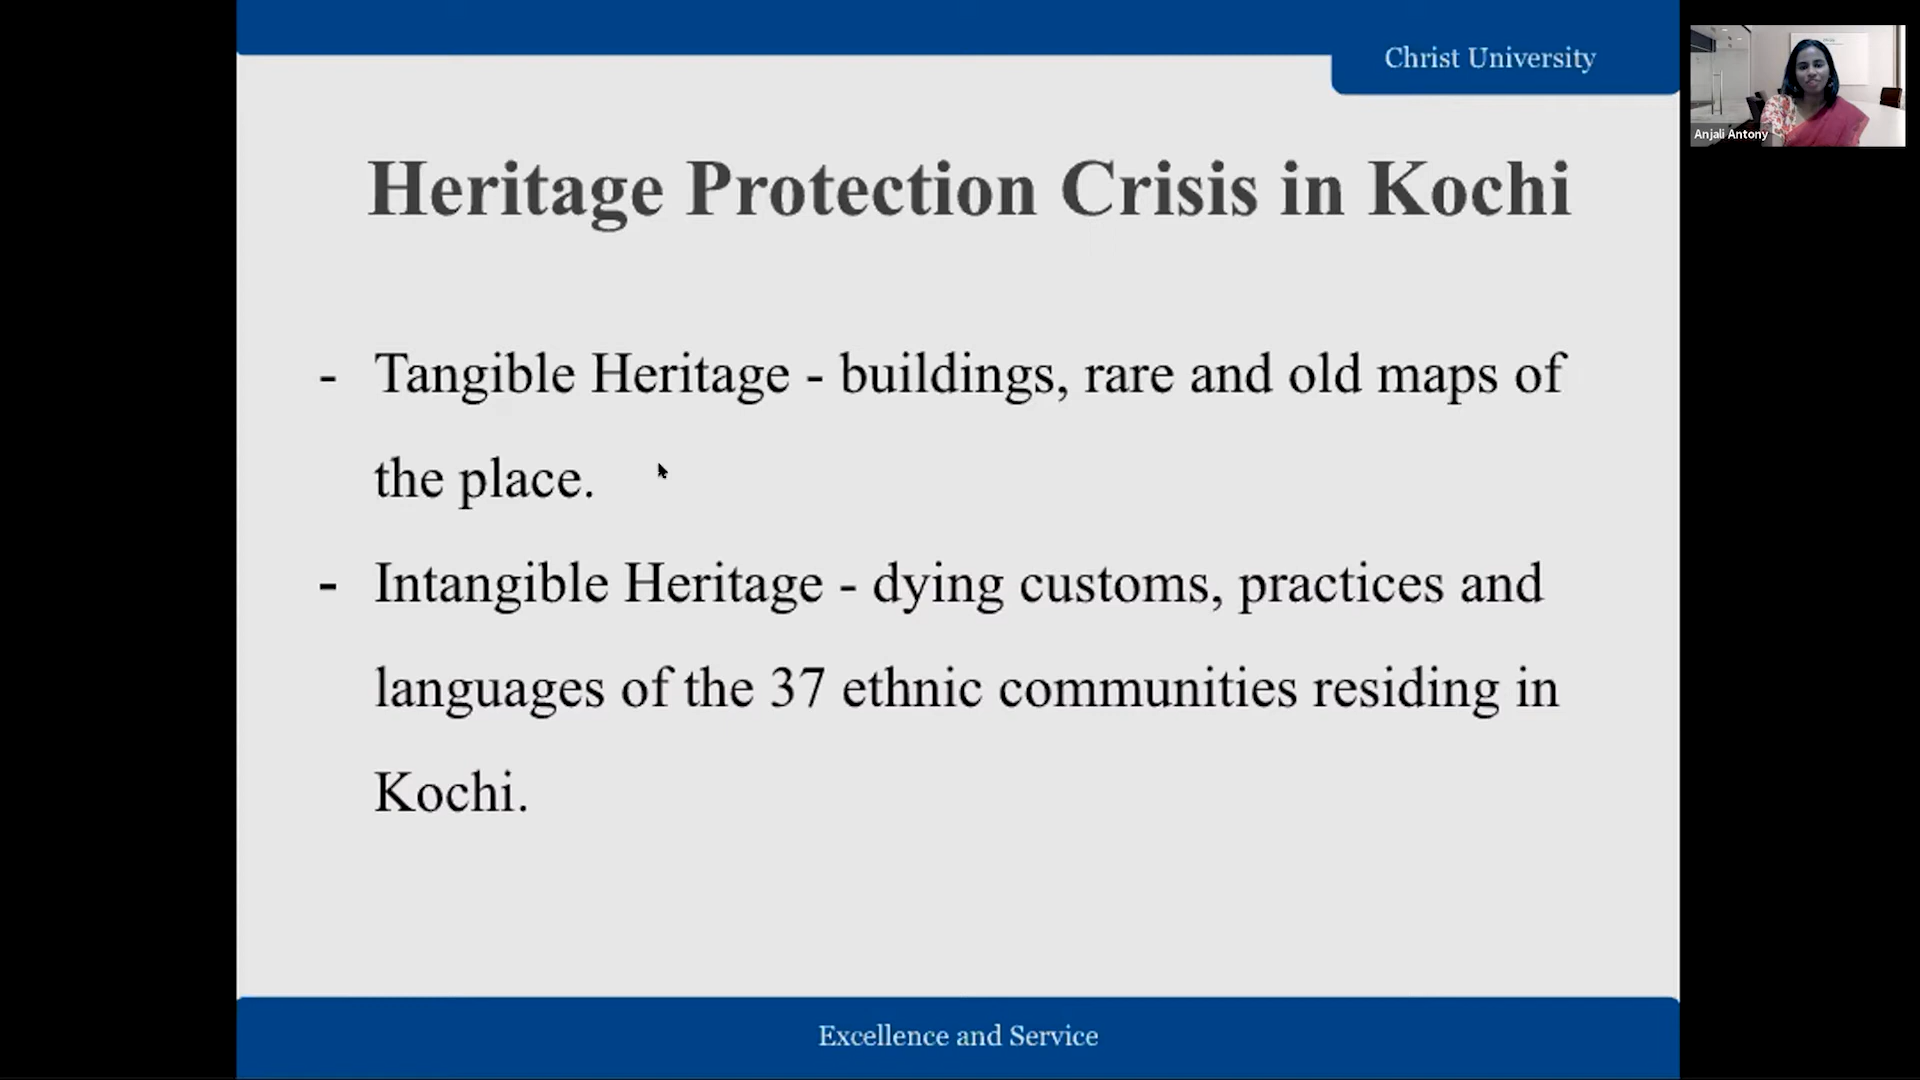 Christ University
Anjali Antony
Heritage Protection Crisis in Kochi
- Tangible Heritage - buildings, rare and old maps of
the place.
- Intangible Heritage - dying customs, practices and
languages of the 37 ethnic communities residing in
Kochi.
Excellence and Service